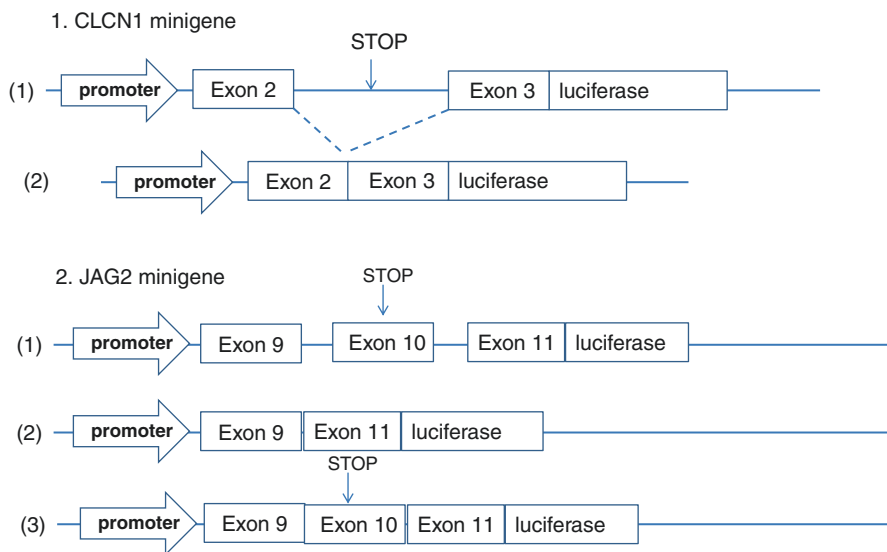 1. CLCN1 minigene
STOP
(1) promoter Exon 2 Exon 3 luciferase
(2) promoter Exon 2 Exon 3 luciferase
2. JAG2 minigene
STOP
(1) promoter Exon 9 Exon 10 Exon 11 luciferase
(2) promoter Exon 9 Exon 11 luciferase
STOP
(3) promoter Exon 9 Exon 10 Exon 11 luciferase